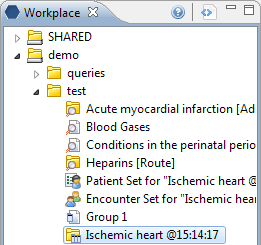 Workplace
SHARED
demo
queries
test
Acute myocardial infarction [Ad
Blood Gases
Conditions in the perinatal perio
Heparins [Route]
Patient Set for "Ischemic heart @
Encounter Set for "Ischemic hea
Group 1
Ischemic heart @15:14:17